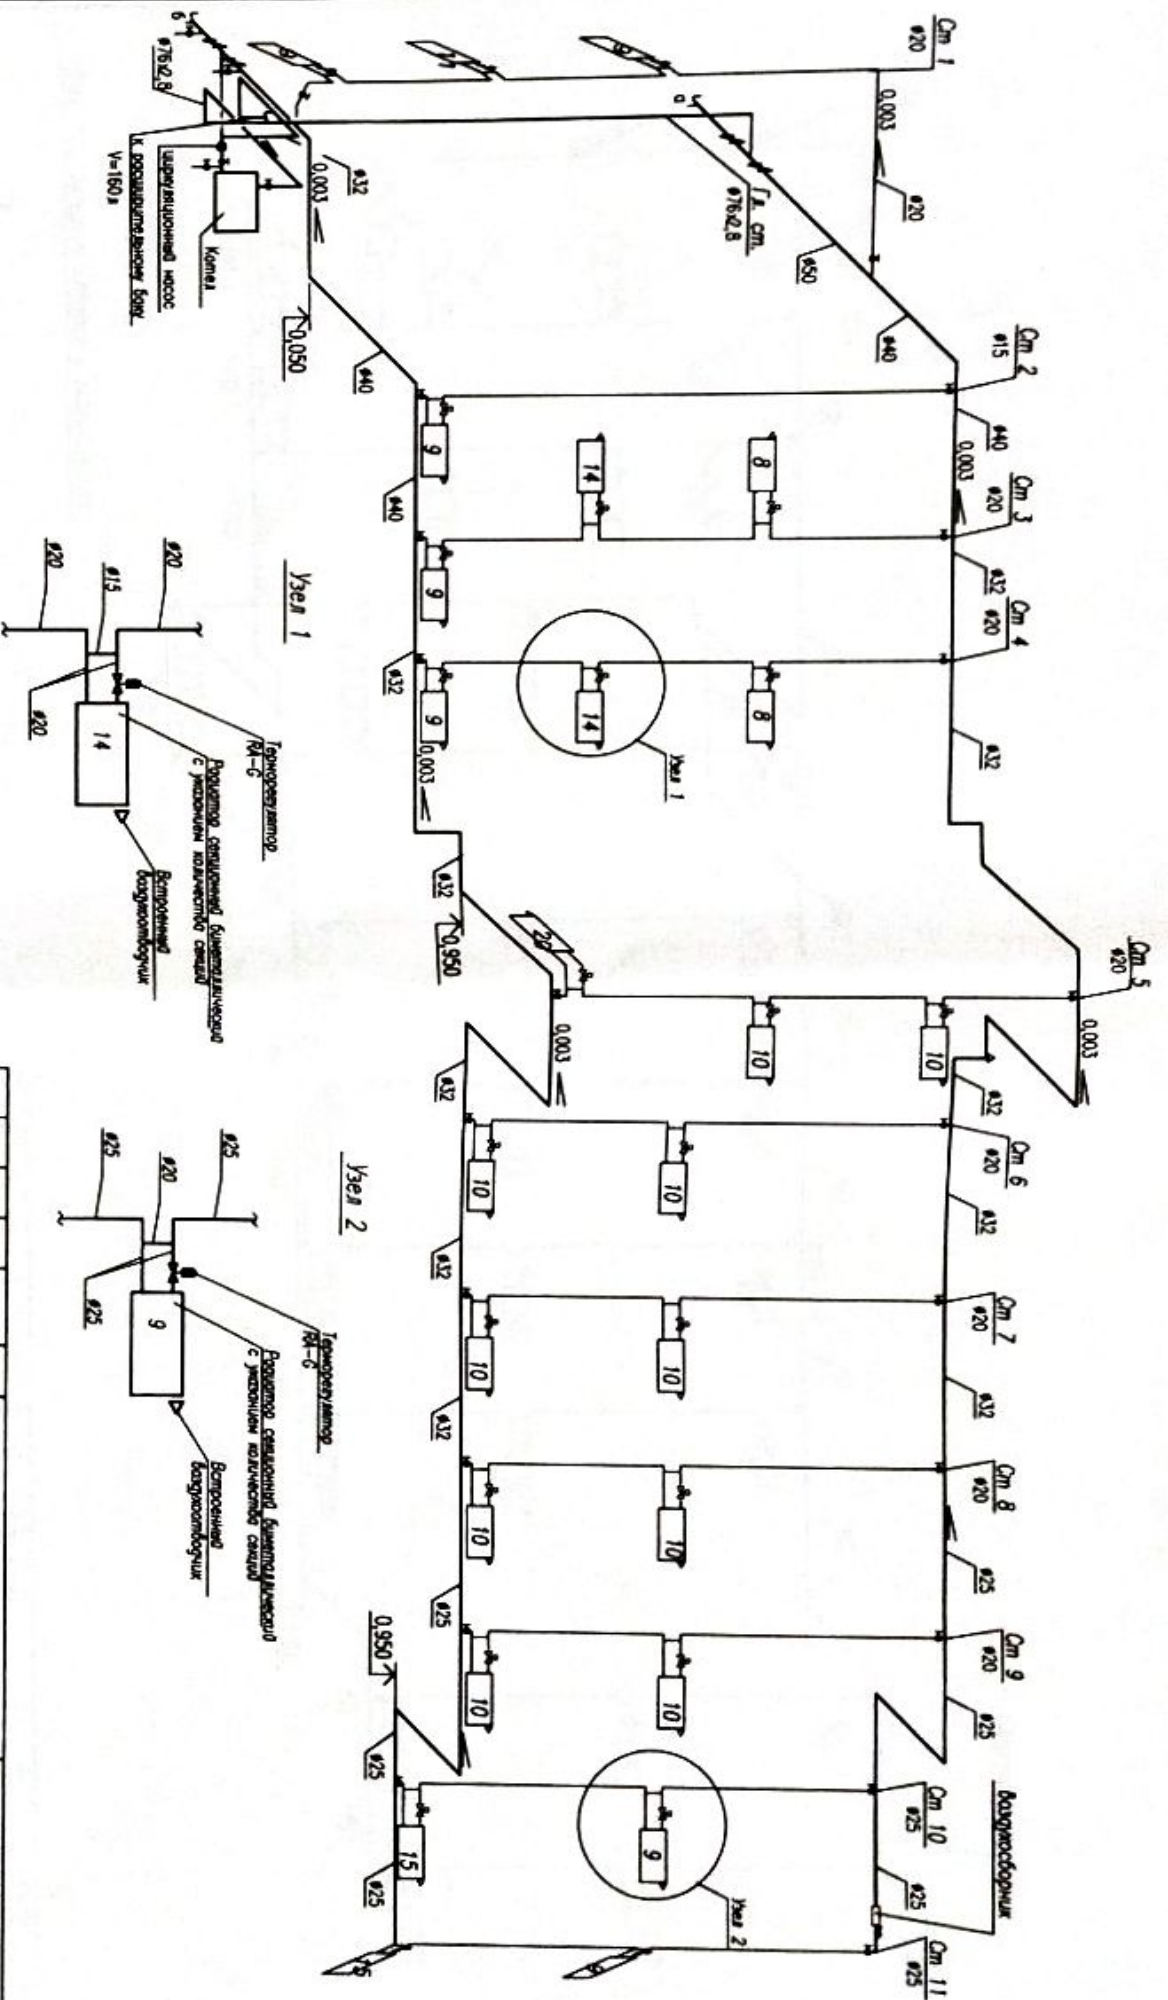 Ст 1
ø20
0,003
ø20
ø50
ø40
Гл. ст.
ø76x2,8
а
9
7
9
б
ø76x2,8
ø32
0,003
Котел
циркуляционный насос
к расширительному баку
V=160л
0,050
ø40
Ст 2
ø15
ø40
0,003
Ст 3
ø20
ø32
Ст 4
ø20
ø32
8
14
9
9
8
14
9
ø40
ø32
0,003
Узел 1
ø32
0,950
Ст 5
ø20
0,003
10
10
20
0,003
ø32
Ст 6
ø20
ø32
Ст 7
ø20
ø32
Ст 8
ø20
ø25
Ст 9
ø20
ø25
10
10
10
10
10
10
10
10
ø32
ø32
ø32
ø25
0,950
воздухосборник
Ст 10
ø25
ø25
Ст 11
ø25
9
15
Узел 2
15
ø25
ø25
Узел 1
ø20
ø15
ø20
ø20
14
Терморегулятор
RA-G
Радиатор секционный биметаллический
с указанием количества секций
Встроенный
воздухоотводчик
Узел 2
ø25
ø20
ø25
ø25
9
Терморегулятор
RA-G
Радиатор секционный биметаллический
с указанием количества секций
Встроенный
воздухоотводчик